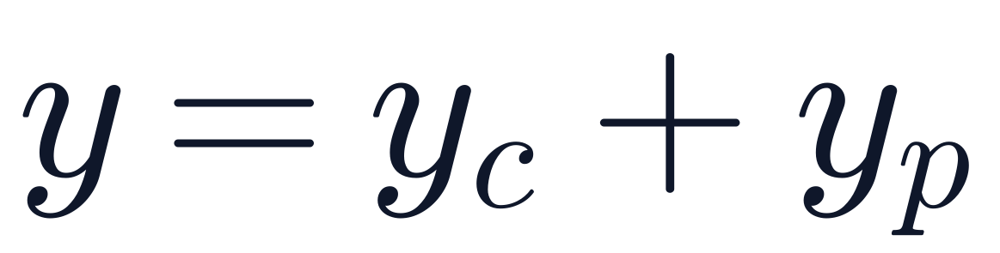 y = y_c + y_p